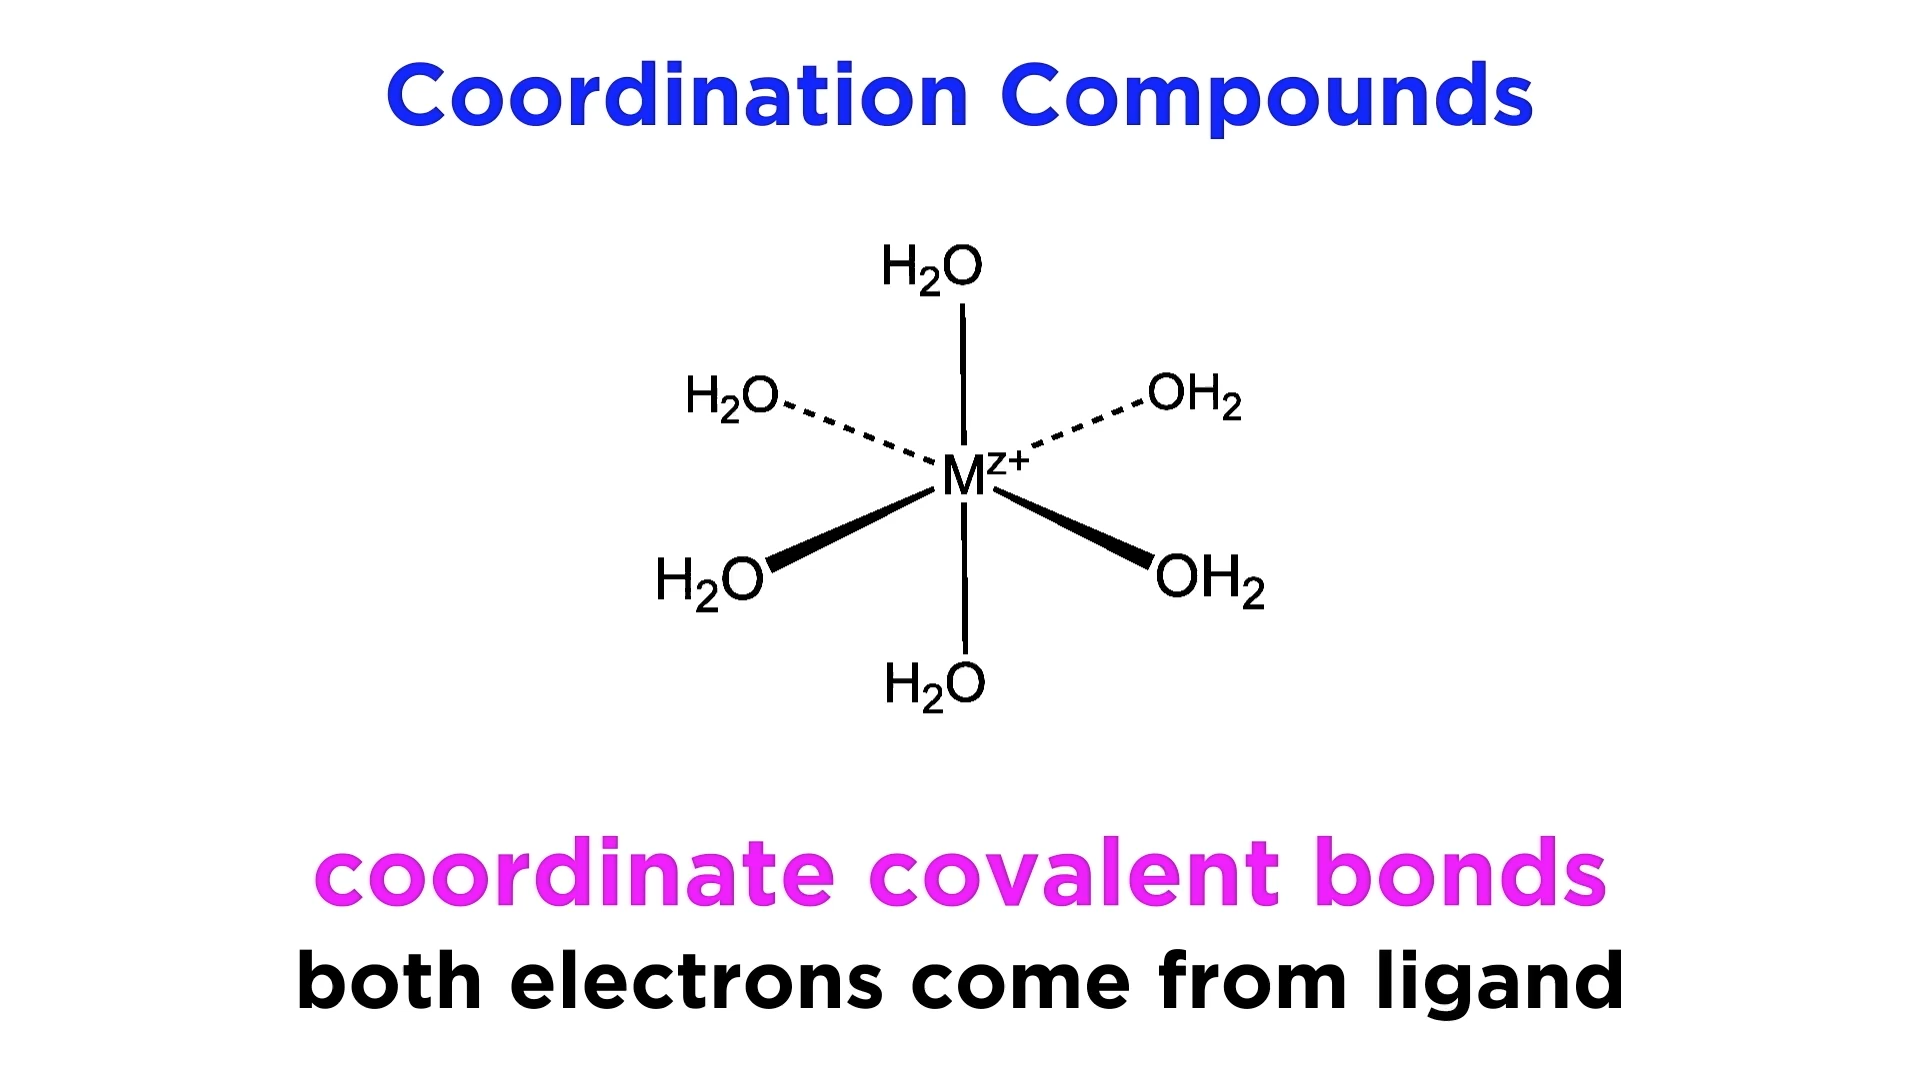 Coordination Compounds
H₂O
H₂O OH₂
Mᶻ⁺
H₂O OH₂
H₂O
coordinate covalent bonds
both electrons come from ligand